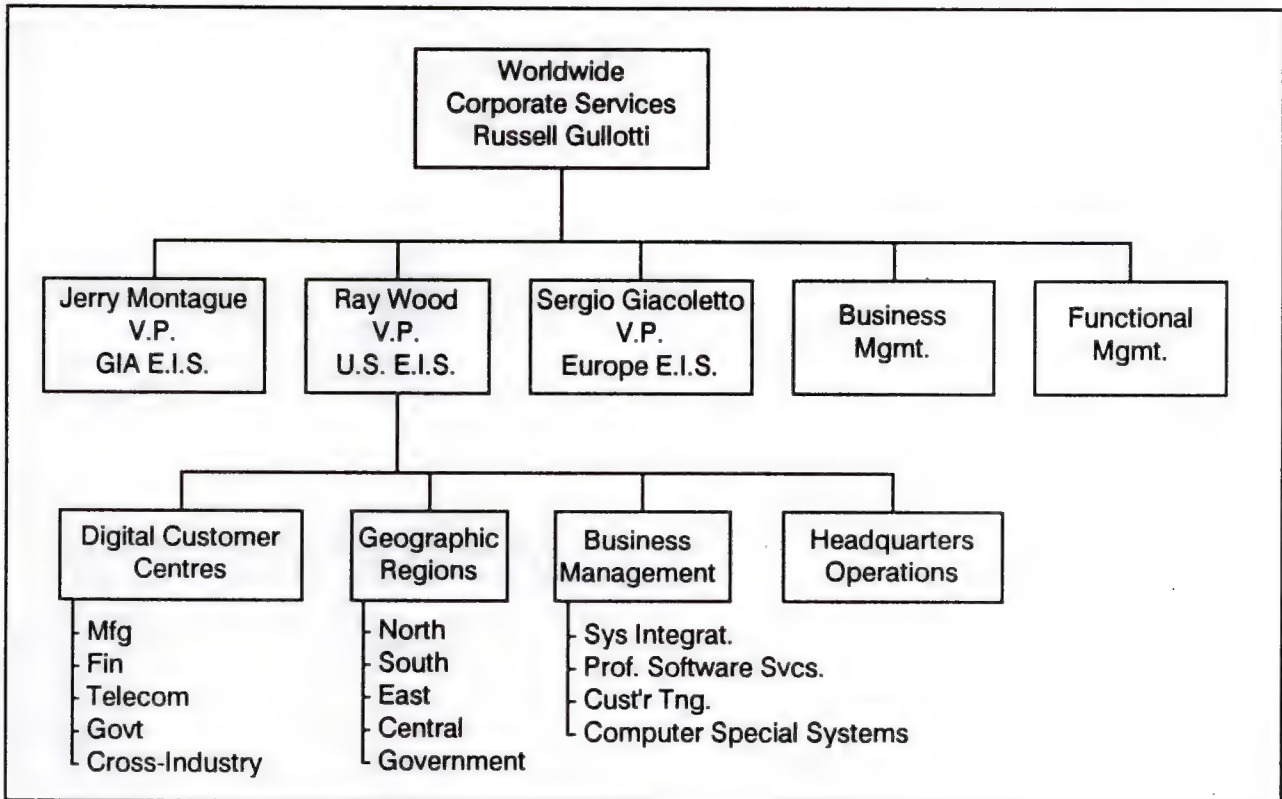 Worldwide
Corporate Services
Russell Gullotti
Jerry Montague
V.P.
GIA E.I.S.
Ray Wood
V.P.
U.S. E.I.S.
Sergio Giacoletto
V.P.
Europe E.I.S.
Business
Mgmt.
Functional
Mgmt.
Digital Customer
Centres
Mfg
Fin
Telecom
Govt
Cross-Industry
Geographic
Regions
North
South
East
Central
Government
Business
Management
Sys Integrat.
Prof. Software Svcs.
Cust'r Tng.
Computer Special Systems
Headquarters
Operations